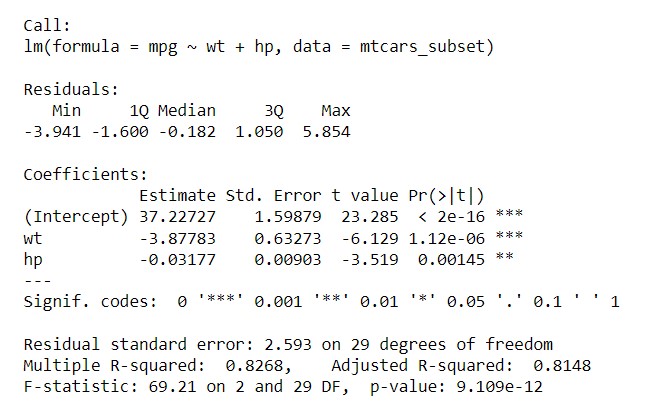 Call:
lm(formula = mpg ~ wt + hp, data = mtcars_subset)
Residuals:
Min 1Q Median 3Q Max
-3.941 -1.600 -0.182 1.050 5.854
Coefficients:
Estimate Std. Error t value Pr(>|t|)
(Intercept) 37.22727 1.59879 23.285 < 2e-16 ***
wt -3.87783 0.63273 -6.129 1.12e-06 ***
hp -0.03177 0.00903 -3.519 0.00145 **
---
Signif. codes: 0 '***' 0.001 '**' 0.01 '*' 0.05 '.' 0.1 ' ' 1
Residual standard error: 2.593 on 29 degrees of freedom
Multiple R-squared: 0.8268, Adjusted R-squared: 0.8148
F-statistic: 69.21 on 2 and 29 DF, p-value: 9.109e-12